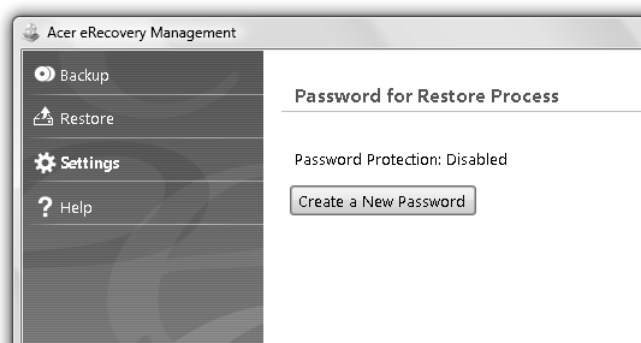 Acer eRecovery Management
Backup
Restore
Settings
Help
Password for Restore Process
Password Protection: Disabled
Create a New Password